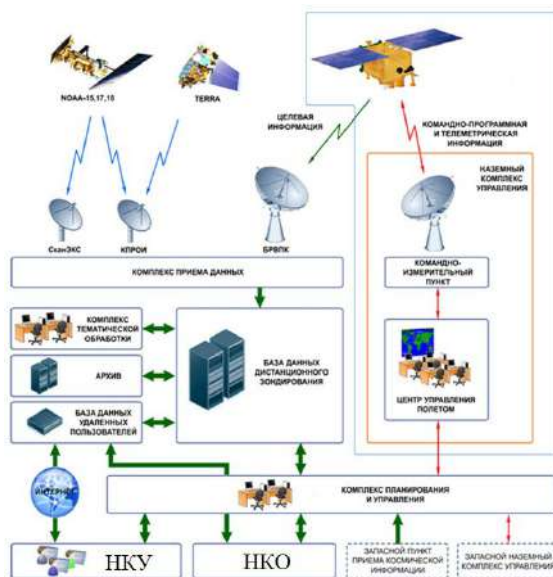 NOAA-15,17,18
TERRA
ЦЕЛЕВАЯ
ИНФОРМАЦИЯ
КОМАНДНО-ПРОГРАММНАЯ
И ТЕЛЕМЕТРИЧЕСКАЯ
ИНФОРМАЦИЯ
НАЗЕМНЫЙ
КОМПЛЕКС
УПРАВЛЕНИЯ
СканЭКС
КПРОИ
БРВПК
КОМПЛЕКС ПРИЕМА ДАННЫХ
КОМАНДНО-
ИЗМЕРИТЕЛЬНЫЙ
ПУНКТ
КОМПЛЕКС
ТЕМАТИЧЕСКОЙ
ОБРАБОТКИ
АРХИВ
БАЗА ДАННЫХ
УДАЛЕННЫХ
ПОЛЬЗОВАТЕЛЕЙ
БАЗА ДАННЫХ
ДИСТАНЦИОННОГО
ЗОНДИРОВАНИЯ
ЦЕНТР УПРАВЛЕНИЯ
ПОЛЕТОМ
ИНТЕРНЕТ
КОМПЛЕКС ПЛАНИРОВАНИЯ
И УПРАВЛЕНИЯ
НКУ
НКО
ЗАПАСНОЙ ПУНКТ
ПРИЕМА КОСМИЧЕСКОЙ
ИНФОРМАЦИИ
ЗАПАСНОЙ НАЗЕМНЫЙ
КОМПЛЕКС УПРАВЛЕНИЯ